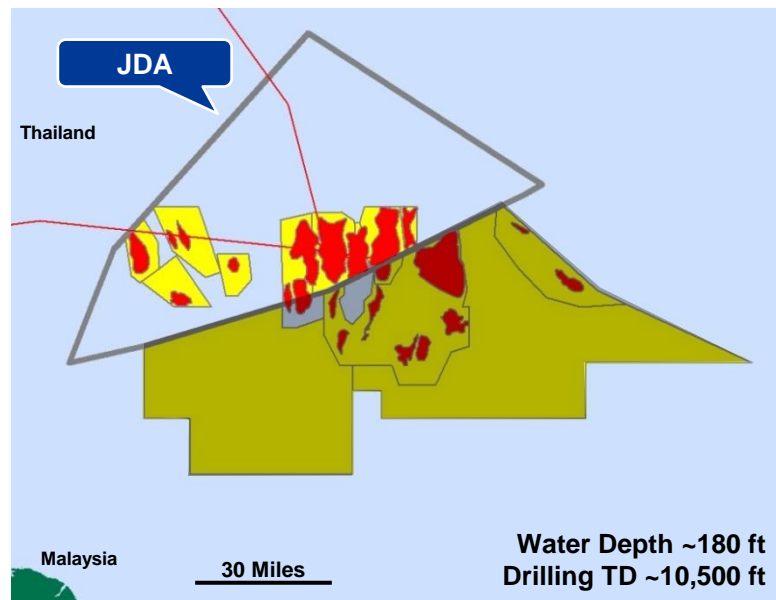 JDA
Thailand
Malaysia
30 Miles
Water Depth ~180 ft
Drilling TD ~10,500 ft